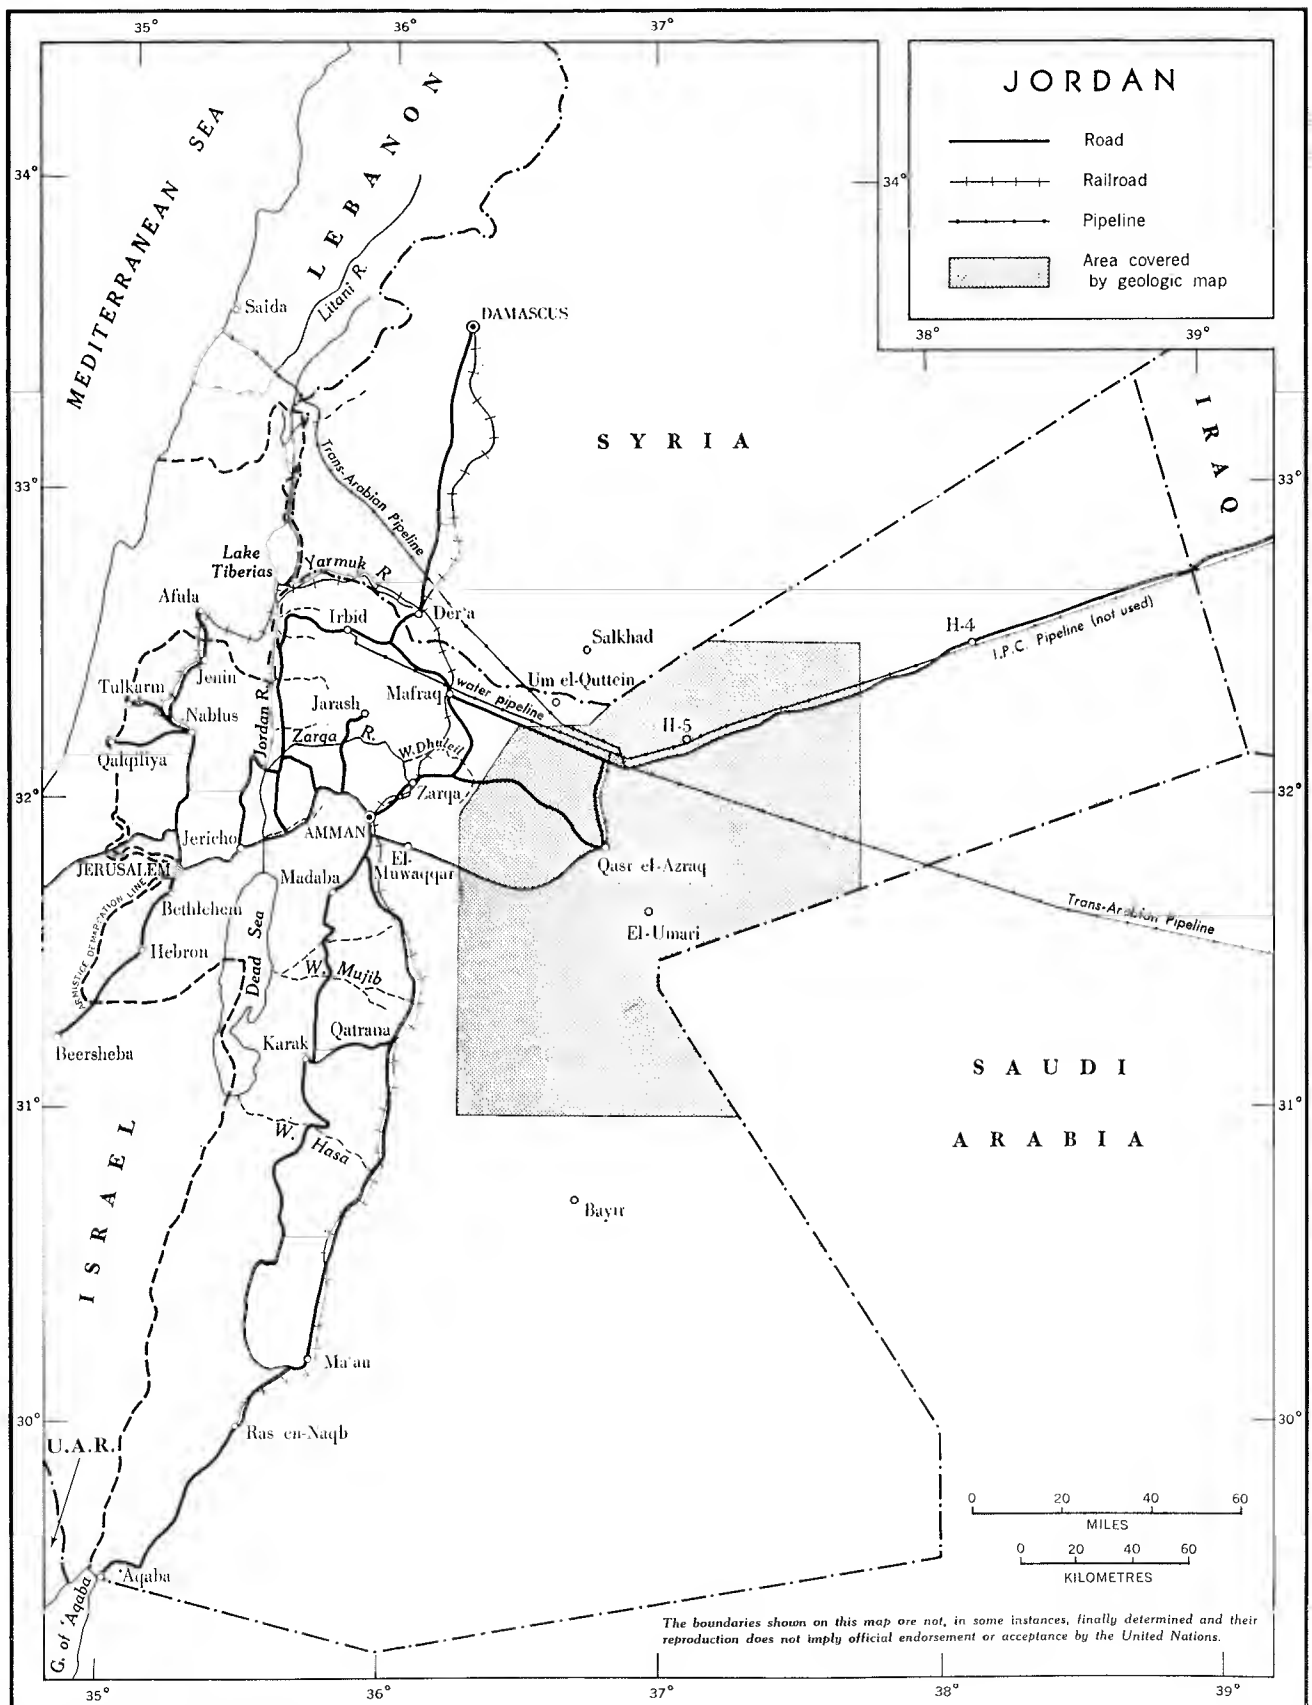 35°
36°
37°
JORDAN
Road
Railroad
Pipeline
Area covered
by geologic map
34°
34°
38°
39°
MEDITERRANEAN SEA
LEBANON
Litani R.
Saida
DAMASCUS
SYRIA
IRAQ
Trans-Arabian Pipeline
33°
33°
Lake
Tiberias
Yarmuk R
Afula
Irbid
Der'a
Salkhad
H-4
I.P.C. Pipeline (not used)
Jenin
Um el-Quttein
Tulkarm
Mafraq
water pipeline
Jarash
Nablus
Jordan R.
H-5
Zarqa R.
W. Dhuleil
Qalqiliya
32°
32°
Zarqa
Jericho
AMMAN
El-
Muwaqqar
Qasr el-Azraq
JERUSALEM
Madaba
Bethlehem
ARMISTICE DEMARCATION LINE
Dead Sea
Trans-Arabian Pipeline
El-Umari
Hebron
W. Mujib
Qatrana
Karak
Beersheba
SAUDI
ARABIA
31°
31°
W. Hasa
ISRAEL
Bayir
Ma'an
30°
30°
Ras en-Naqb
U.A.R.
0 20 40 60
MILES
0 20 40 60
KILOMETRES
'Aqaba
G. of 'Aqaba
The boundaries shown on this map are not, in some instances, finally determined and their
reproduction does not imply official endorsement or acceptance by the United Nations.
35°
36°
37°
38°
39°